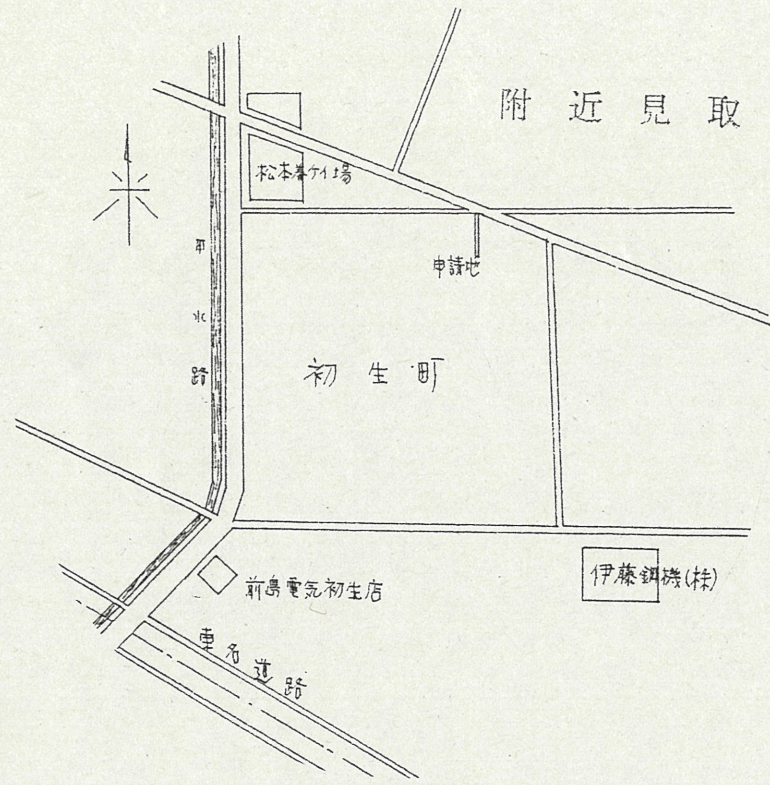 附近見取
松本養ケイ場
申請地
用水路
初生町
前島電気初生店
伊藤鋼機(株)
東名道路